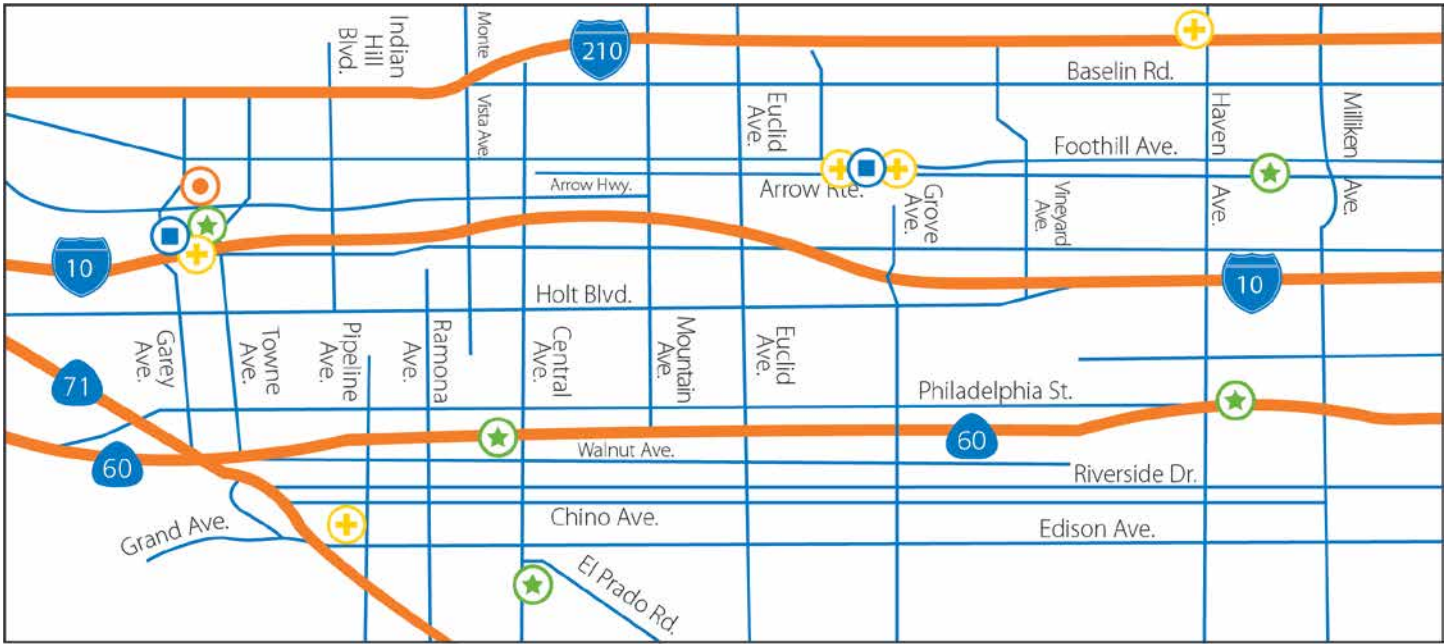 Indian
Hill
Blvd.
Monte
Vista Ave.
210
Baselin Rd.
Euclid
Ave.
Haven
Ave.
Milliken
Ave.
Foothill Ave.
Arrow Hwy.
Arrow Rte.
Grove
Ave.
Vineyard
Ave.
10
10
Holt Blvd.
Garey
Ave.
Towne
Ave.
Pipeline
Ave.
Ramona
Ave.
Central
Ave.
Mountain
Ave.
Euclid
Ave.
71
Philadelphia St.
60
60
Walnut Ave.
Riverside Dr.
Grand Ave.
Chino Ave.
Edison Ave.
El Prado Rd.